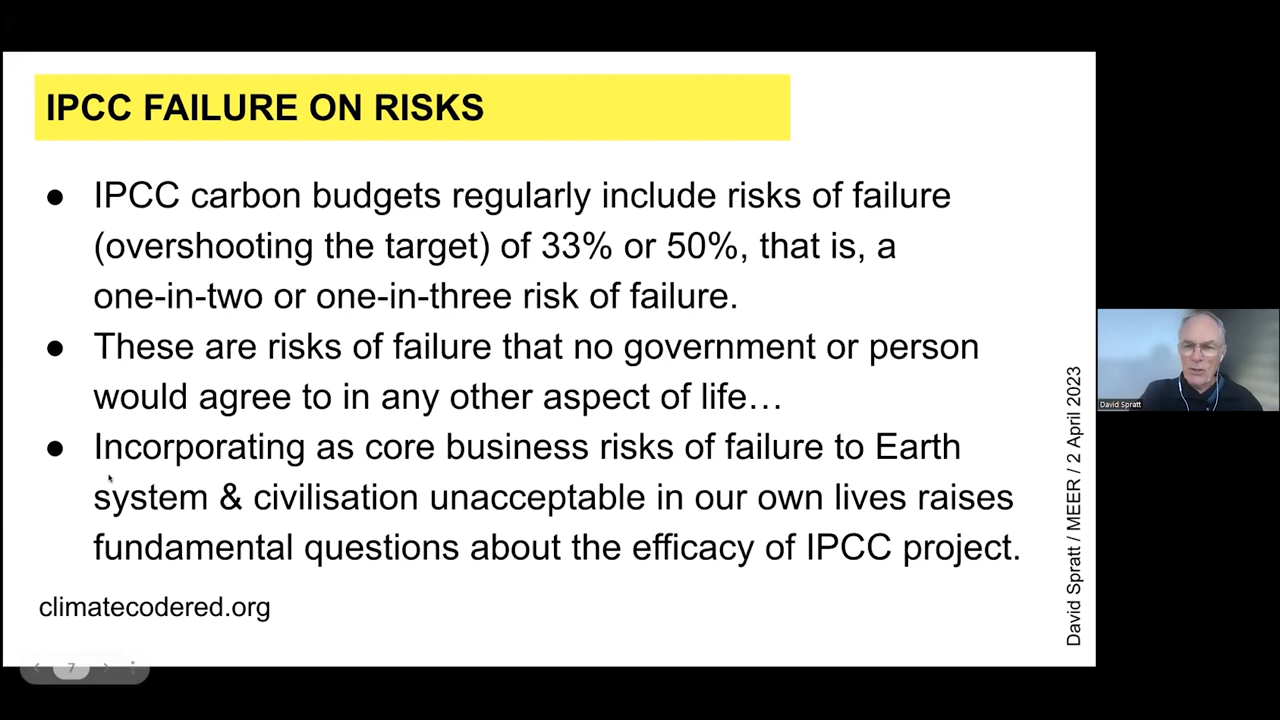 IPCC FAILURE ON RISKS
● IPCC carbon budgets regularly include risks of failure
(overshooting the target) of 33% or 50%, that is, a
one-in-two or one-in-three risk of failure.
● These are risks of failure that no government or person
would agree to in any other aspect of life…
● Incorporating as core business risks of failure to Earth
system & civilisation unacceptable in our own lives raises
fundamental questions about the efficacy of IPCC project.
climatecodered.org
David Spratt / MEER / 2 April 2023
David Spratt
7